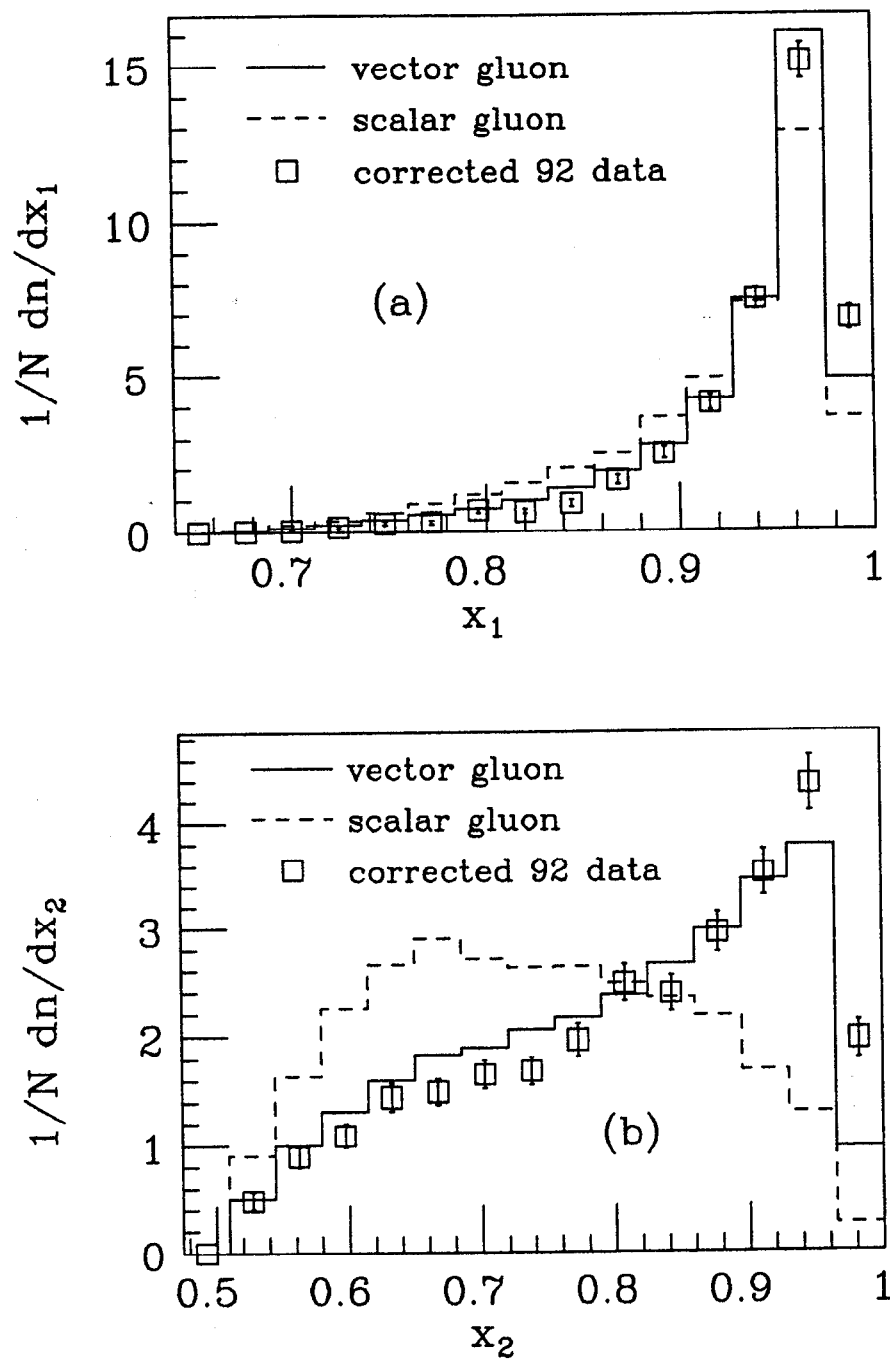 15
10
5
0
1/N dn/dx₁
vector gluon
scalar gluon
corrected 92 data
(a)
0.7 0.8 0.9 1
x₁
4
3
2
1
0
1/N dn/dx₂
vector gluon
scalar gluon
corrected 92 data
(b)
0.5 0.6 0.7 0.8 0.9 1
x₂